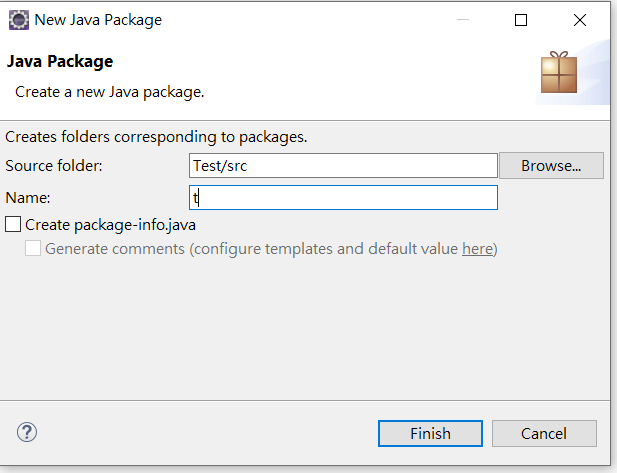 New Java Package
Java Package
Create a new Java package.
Creates folders corresponding to packages.
Source folder: Test/src Browse...
Name: t
Create package-info.java
Generate comments (configure templates and default value here)
? Finish Cancel